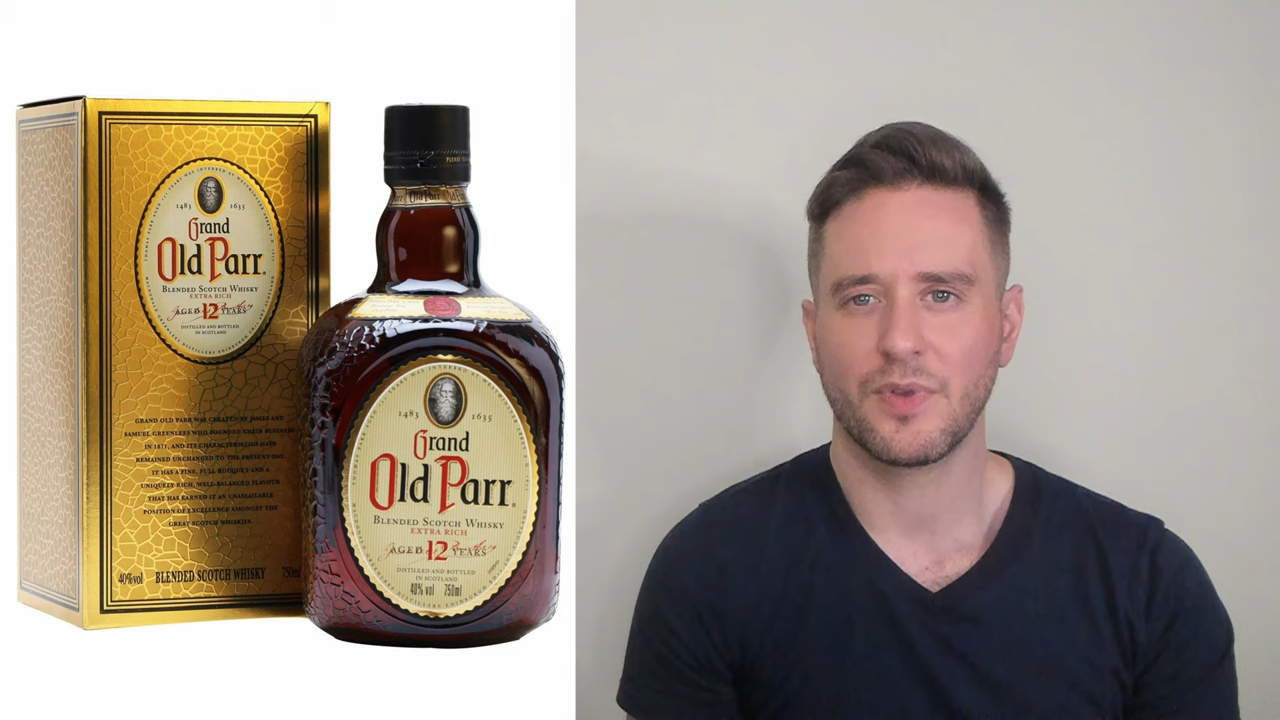 1483 1635
Grand
Old Parr
BLENDED SCOTCH WHISKY
EXTRA RICH
AGED 12 YEARS
DISTILLED AND BOTTLED
IN SCOTLAND
GRAND OLD PARR WAS CREATED BY JAMES AND
SAMUEL GREENLEES WHO FOUNDED THEIR BUSINESS
IN 1871, AND ITS CHARACTERISTICS HAVE
REMAINED UNCHANGED TO THE PRESENT DAY
IT HAS A FINE, FULL BOUQUET AND A
UNIQUELY RICH, WELL-BALANCED FLAVOUR
THAT HAS EARNED IT AN UNASSAILABLE
POSITION OF EXCELLENCE AMONGST THE
GREAT SCOTCH WHISKIES.
40%vol BLENDED SCOTCH WHISKY 750ml
PLEASE
Old Parr
1483 1635
Grand
Old Parr
BLENDED SCOTCH WHISKY
EXTRA RICH
AGED 12 YEARS
DISTILLED AND BOTTLED
IN SCOTLAND
40% vol 750ml